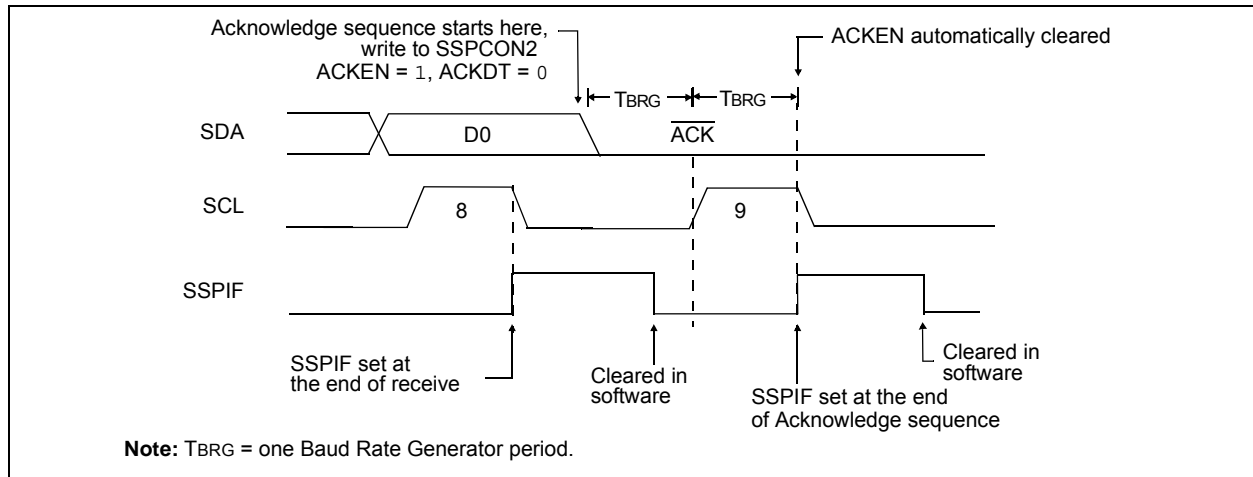 Acknowledge sequence starts here,
write to SSPCON2
ACKEN = 1, ACKDT = 0
ACKEN automatically cleared
TBRG
TBRG
SDA
D0
ACK
SCL
8
9
SSPIF
SSPIF set at
the end of receive
Cleared in
software
SSPIF set at the end
of Acknowledge sequence
Cleared in
software
Note: TBRG = one Baud Rate Generator period.